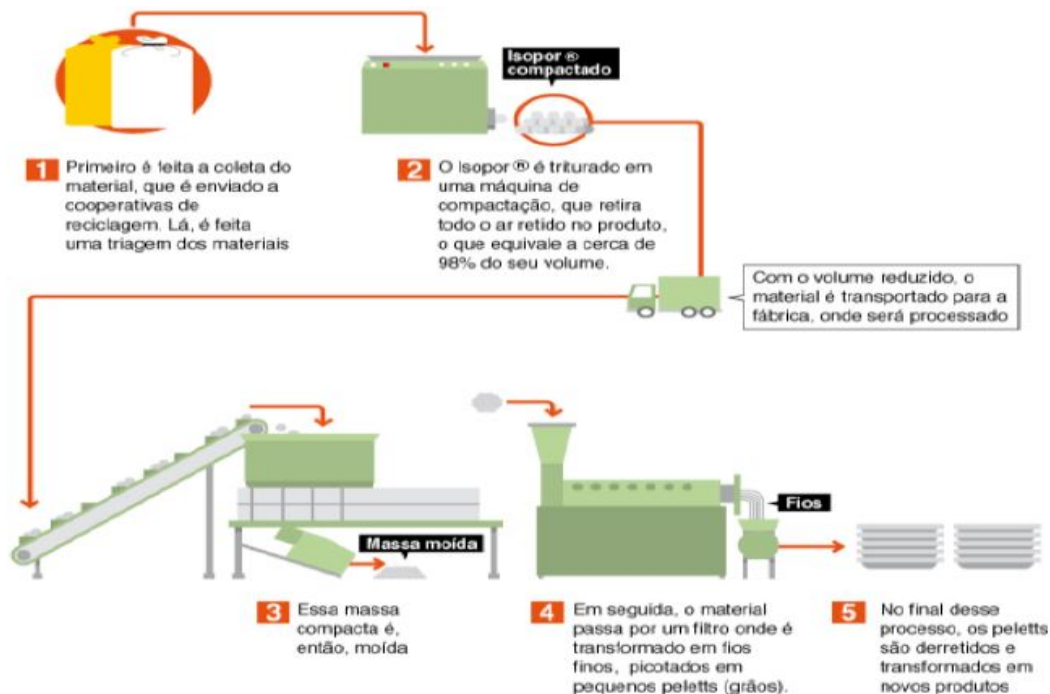 Isopor ®
compactado
1 Primeiro é feita a coleta do
material, que é enviado a
cooperativas de
reciclagem. Lá, é feita
uma triagem dos materiais
2 O Isopor ® é triturado em
uma máquina de
compactação, que retira
todo o ar retido no produto,
o que equivale a cerca de
98% do seu volume.
Com o volume reduzido, o
material é transportado para a
fábrica, onde será processado
Massa moída
Fios
3 Essa massa
compacta é,
então, moída
4 Em seguida, o material
passa por um filtro onde é
transformado em fios
finos, picotados em
pequenos peletts (grãos).
5 No final desse
processo, os peletts
são derretidos e
transformados em
novos produtos